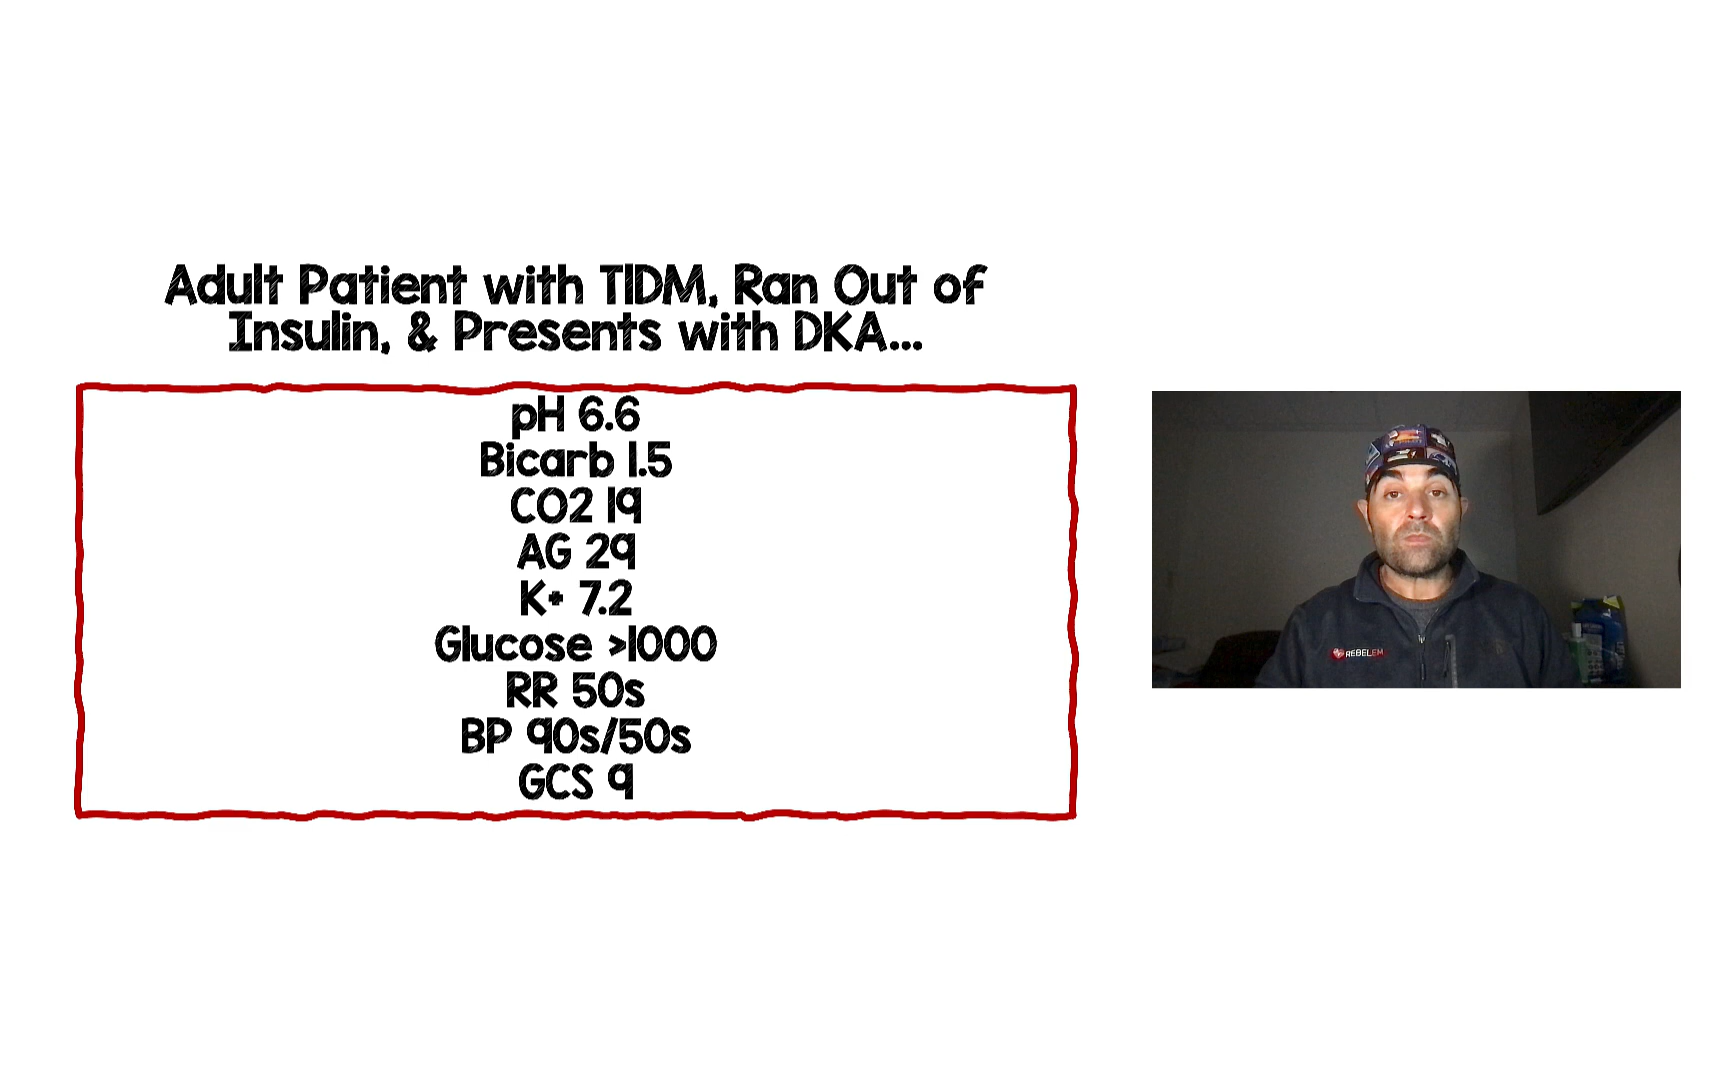 Adult Patient with T1DM, Ran Out of
Insulin, & Presents with DKA...
pH 6.6
Bicarb 1.5
CO2 19
AG 29
K+ 7.2
Glucose >1000
RR 50s
BP 90s/50s
GCS 9
REBELEM